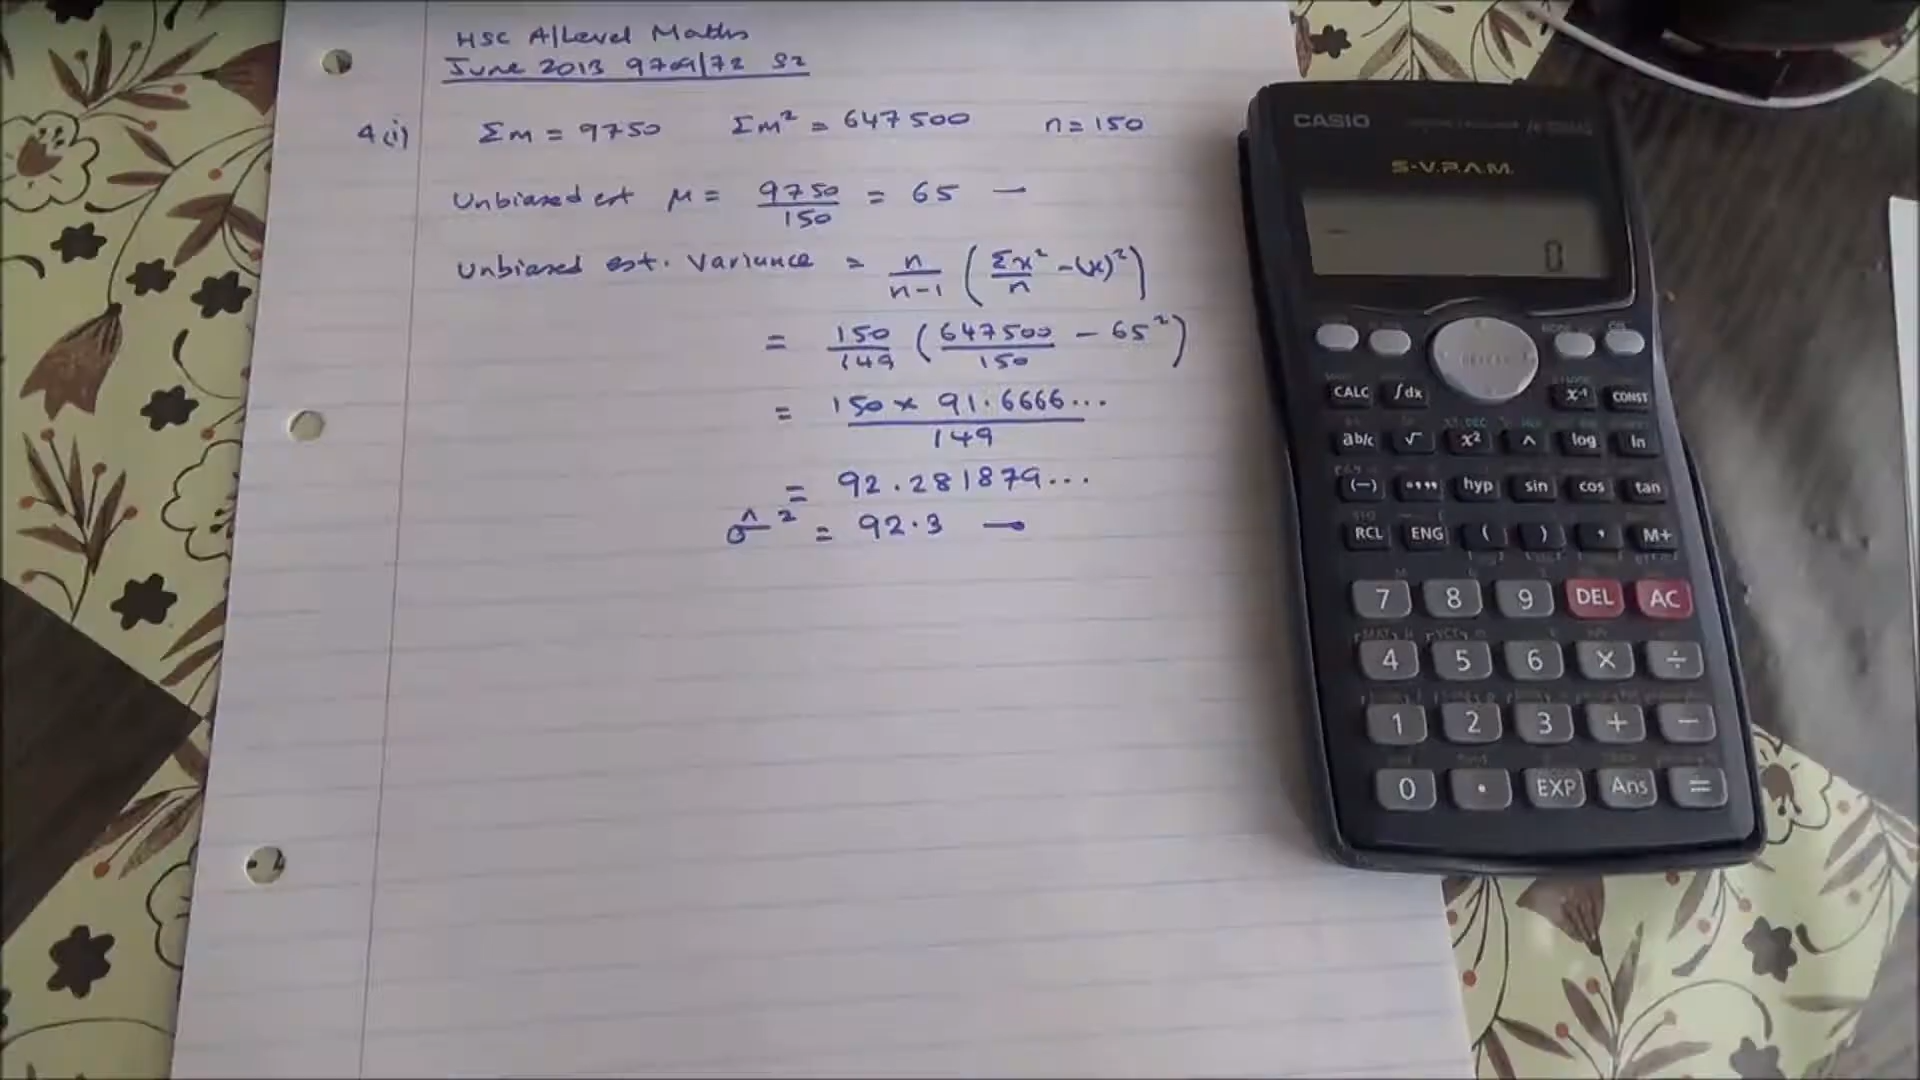 HSC A/Level Maths
June 2013 9709/72 S2
4(i) Σm = 9750 Σm² = 647500 n = 150
Unbiased est μ = 9750/150 = 65
Unbiased est. Variance = n/n-1 (Σx²/n - (x)²)
= 150/149 (647500/150 - 65²)
= 150 × 91.6666.../149
= 92.281879...
σ̂² = 92.3
CASIO
S-V.P.A.M.
0
CALC ∫dx x⁻¹ CONST
ab/c √ x² ^ log ln
(-) °,,, hyp sin cos tan
RCL ENG ( ) , M+
7 8 9 DEL AC
4 5 6 × ÷
1 2 3 + −
0 . EXP Ans =